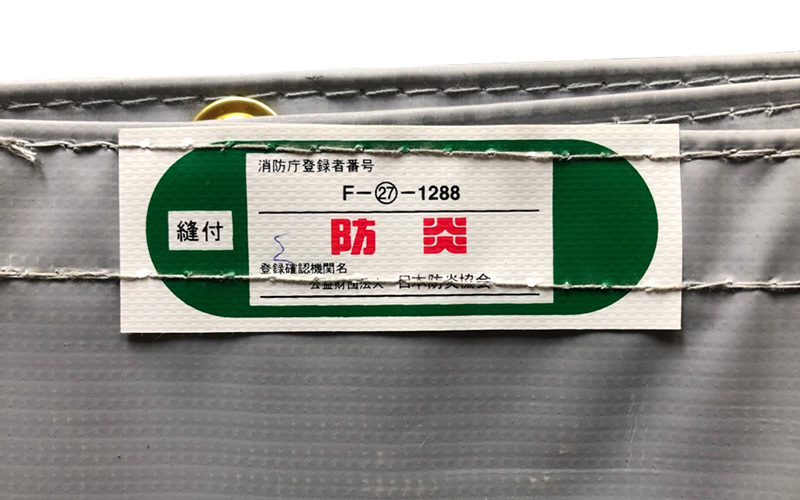 消防庁登録者番号
F−㉗−1288
縫付
防炎
登録確認機関名
公益財団法人 日本防炎協会